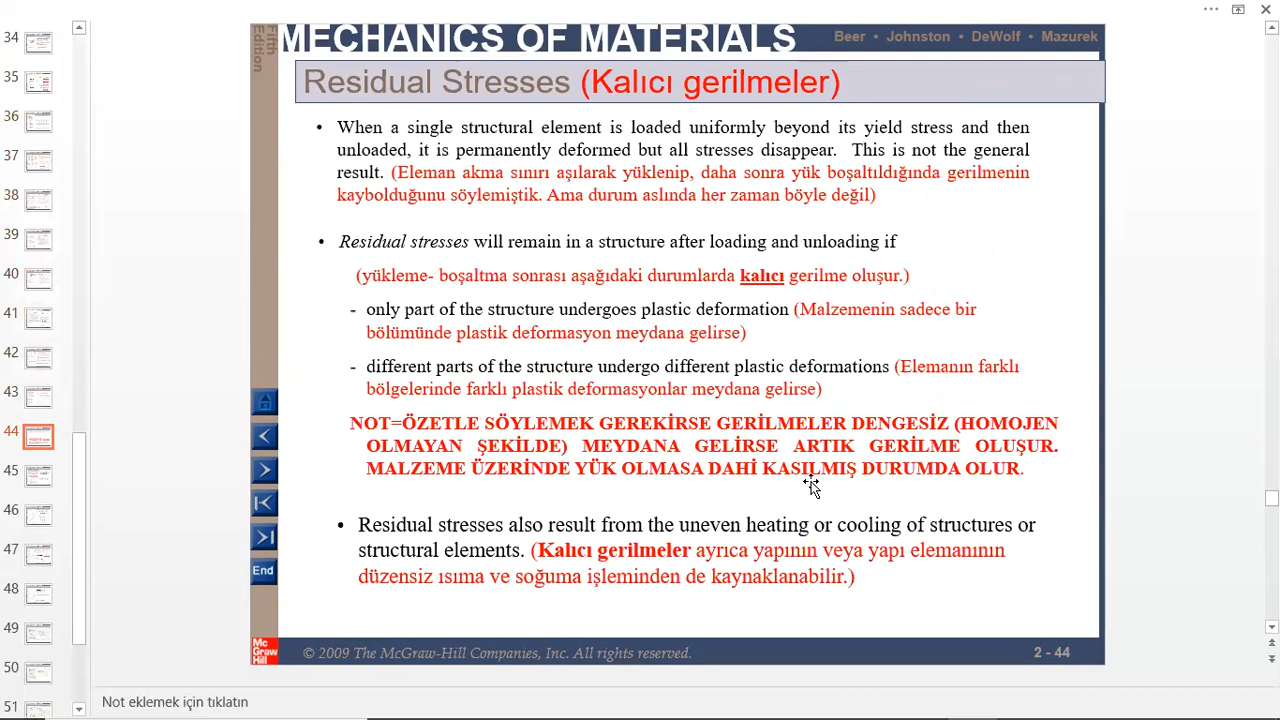 34
35
36
37
38
39
40
41
42
43
44
45
46
47
48
49
50
51
Fifth
Edition
MECHANICS OF MATERIALS
Beer • Johnston • DeWolf • Mazurek
Residual Stresses (Kalıcı gerilmeler)
• When a single structural element is loaded uniformly beyond its yield stress and then
unloaded, it is permanently deformed but all stresses disappear. This is not the general
result. (Eleman akma sınırı aşılarak yüklenip, daha sonra yük boşaltıldığında gerilmenin
kaybolduğunu söylemiştik. Ama durum aslında her zaman böyle değil)
• Residual stresses will remain in a structure after loading and unloading if
(yükleme- boşaltma sonrası aşağıdaki durumlarda kalıcı gerilme oluşur.)
- only part of the structure undergoes plastic deformation (Malzemenin sadece bir
bölümünde plastik deformasyon meydana gelirse)
- different parts of the structure undergo different plastic deformations (Elemanın farklı
bölgelerinde farklı plastik deformasyonlar meydana gelirse)
NOT=ÖZETLE SÖYLEMEK GEREKİRSE GERİLMELER DENGESİZ (HOMOJEN
OLMAYAN ŞEKİLDE) MEYDANA GELİRSE ARTIK GERİLME OLUŞUR.
MALZEME ÜZERİNDE YÜK OLMASA DAHİ KASILMIŞ DURUMDA OLUR.
• Residual stresses also result from the uneven heating or cooling of structures or
structural elements. (Kalıcı gerilmeler ayrıca yapının veya yapı elemanının
düzensiz ısıma ve soğuma işleminden de kaynaklanabilir.)
End
Mc
Graw
Hill
© 2009 The McGraw-Hill Companies, Inc. All rights reserved.
2 - 44
Not eklemek için tıklatın